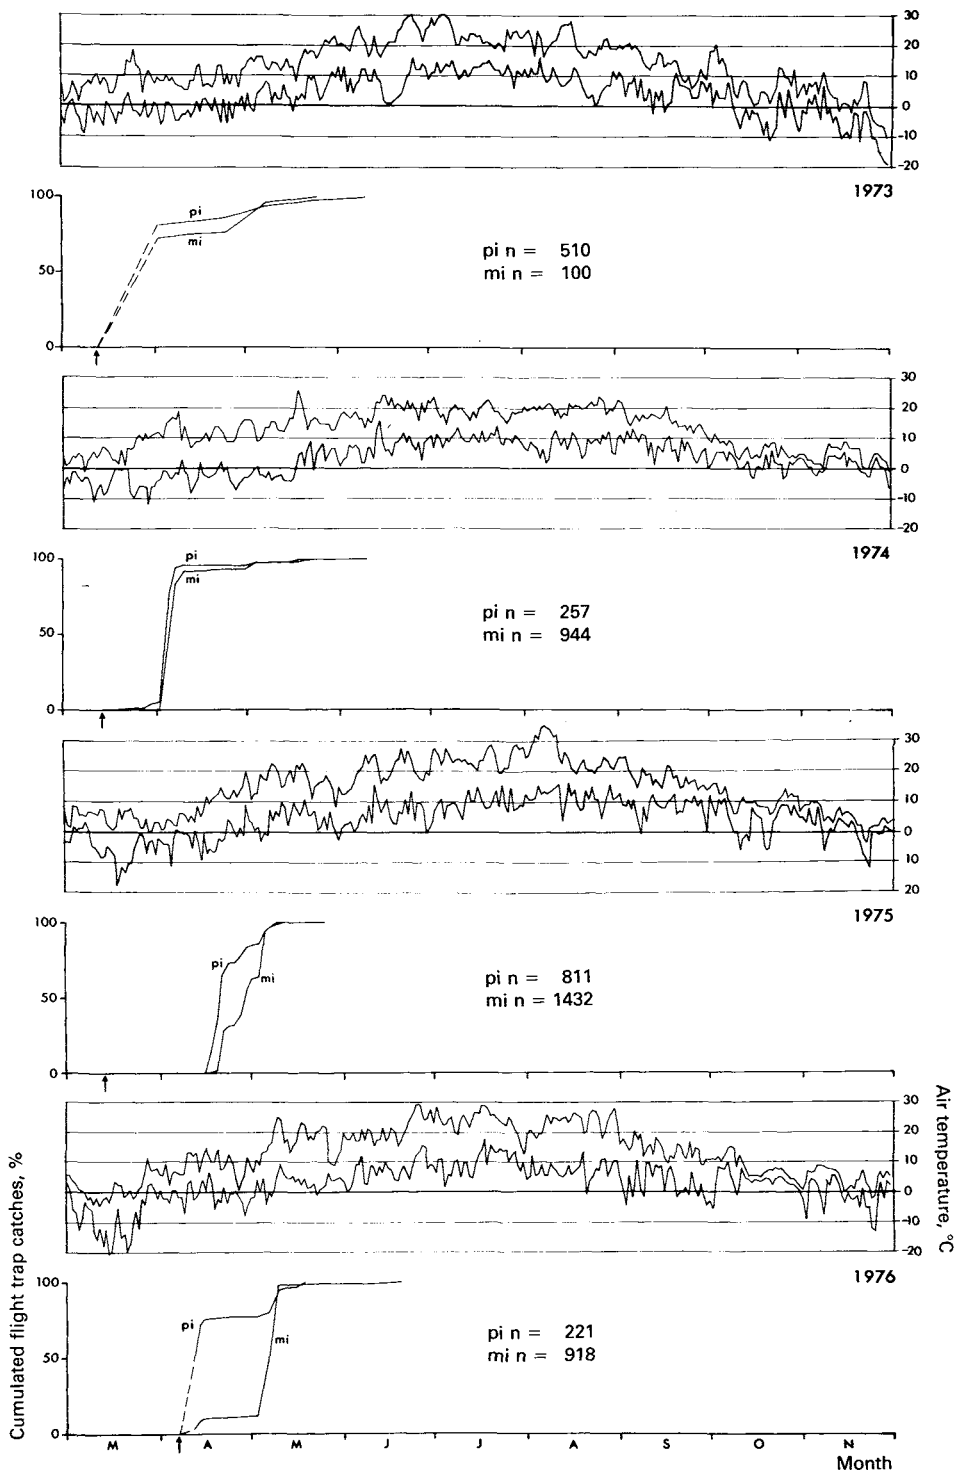 30
20
10
0
-10
-20
1973
100
50
0
pi
mi
pi n = 510
mi n = 100
30
20
10
0
-10
-20
1974
100
50
0
pi
mi
pi n = 257
mi n = 944
30
20
10
0
10
20
1975
100
50
0
pi
mi
pi n = 811
mi n = 1432
30
20
10
0
-10
-20
Air temperature, °C
1976
100
50
0
pi
mi
pi n = 221
mi n = 918
Cumulated flight trap catches, %
M A M J J A S O N
Month